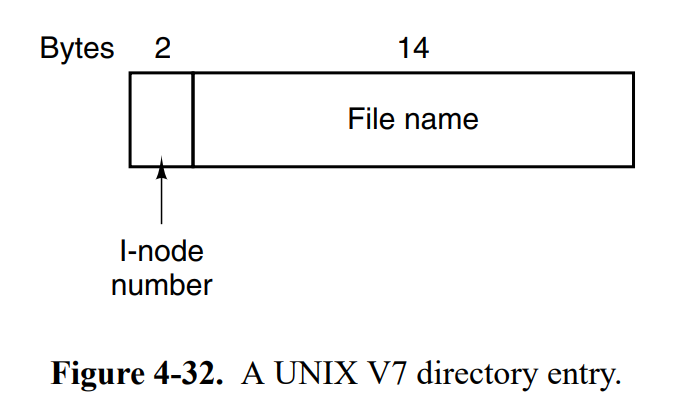 Bytes 2 14
File name
I-node
number
Figure 4-32. A UNIX V7 directory entry.